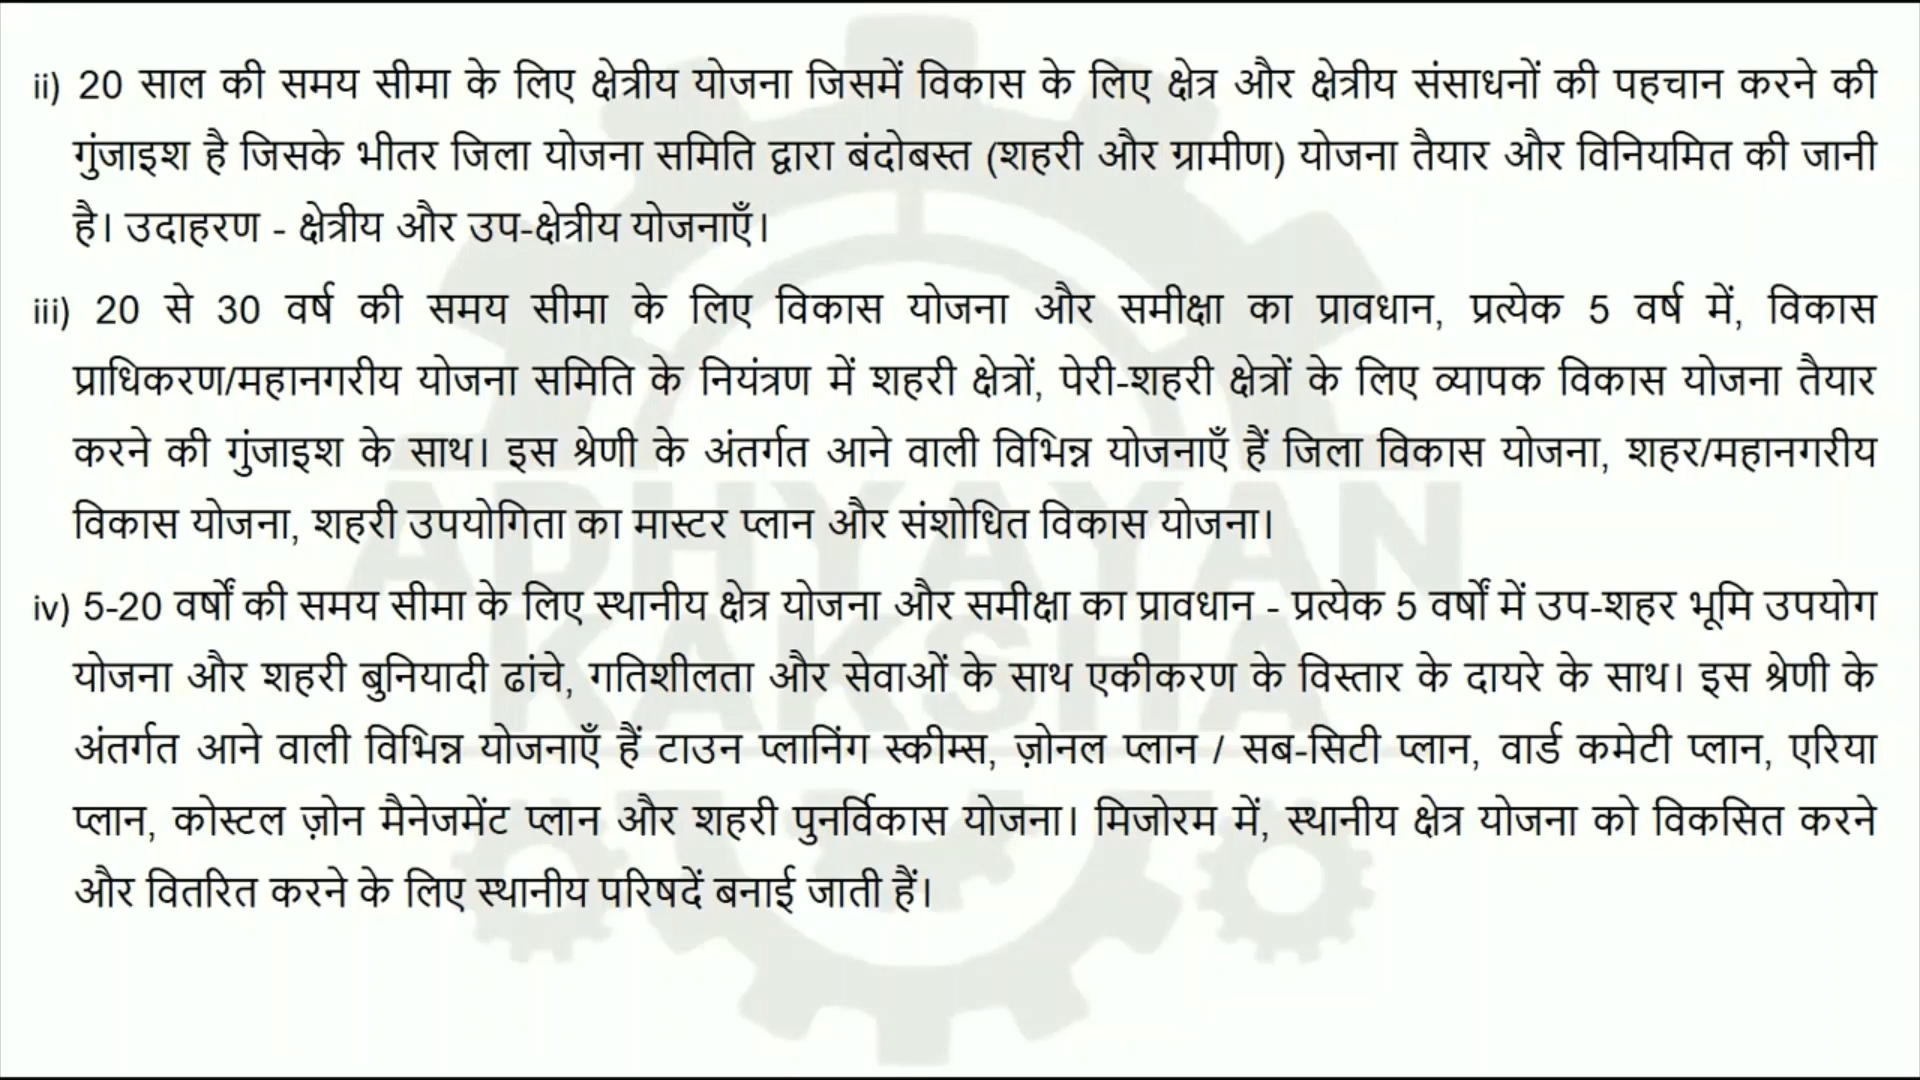 ii) 20 साल की समय सीमा के लिए क्षेत्रीय योजना जिसमें विकास के लिए क्षेत्र और क्षेत्रीय संसाधनों की पहचान करने की
गुंजाइश है जिसके भीतर जिला योजना समिति द्वारा बंदोबस्त (शहरी और ग्रामीण) योजना तैयार और विनियमित की जानी
है। उदाहरण - क्षेत्रीय और उप-क्षेत्रीय योजनाएँ।
iii) 20 से 30 वर्ष की समय सीमा के लिए विकास योजना और समीक्षा का प्रावधान, प्रत्येक 5 वर्ष में, विकास
प्राधिकरण/महानगरीय योजना समिति के नियंत्रण में शहरी क्षेत्रों, पेरी-शहरी क्षेत्रों के लिए व्यापक विकास योजना तैयार
करने की गुंजाइश के साथ। इस श्रेणी के अंतर्गत आने वाली विभिन्न योजनाएँ हैं जिला विकास योजना, शहर/महानगरीय
विकास योजना, शहरी उपयोगिता का मास्टर प्लान और संशोधित विकास योजना।
iv) 5-20 वर्षों की समय सीमा के लिए स्थानीय क्षेत्र योजना और समीक्षा का प्रावधान - प्रत्येक 5 वर्षों में उप-शहर भूमि उपयोग
योजना और शहरी बुनियादी ढांचे, गतिशीलता और सेवाओं के साथ एकीकरण के विस्तार के दायरे के साथ। इस श्रेणी के
अंतर्गत आने वाली विभिन्न योजनाएँ हैं टाउन प्लानिंग स्कीम्स, ज़ोनल प्लान / सब-सिटी प्लान, वार्ड कमेटी प्लान, एरिया
प्लान, कोस्टल ज़ोन मैनेजमेंट प्लान और शहरी पुनर्विकास योजना। मिजोरम में, स्थानीय क्षेत्र योजना को विकसित करने
और वितरित करने के लिए स्थानीय परिषदें बनाई जाती हैं।
ADHYAYAN
KAKSHA